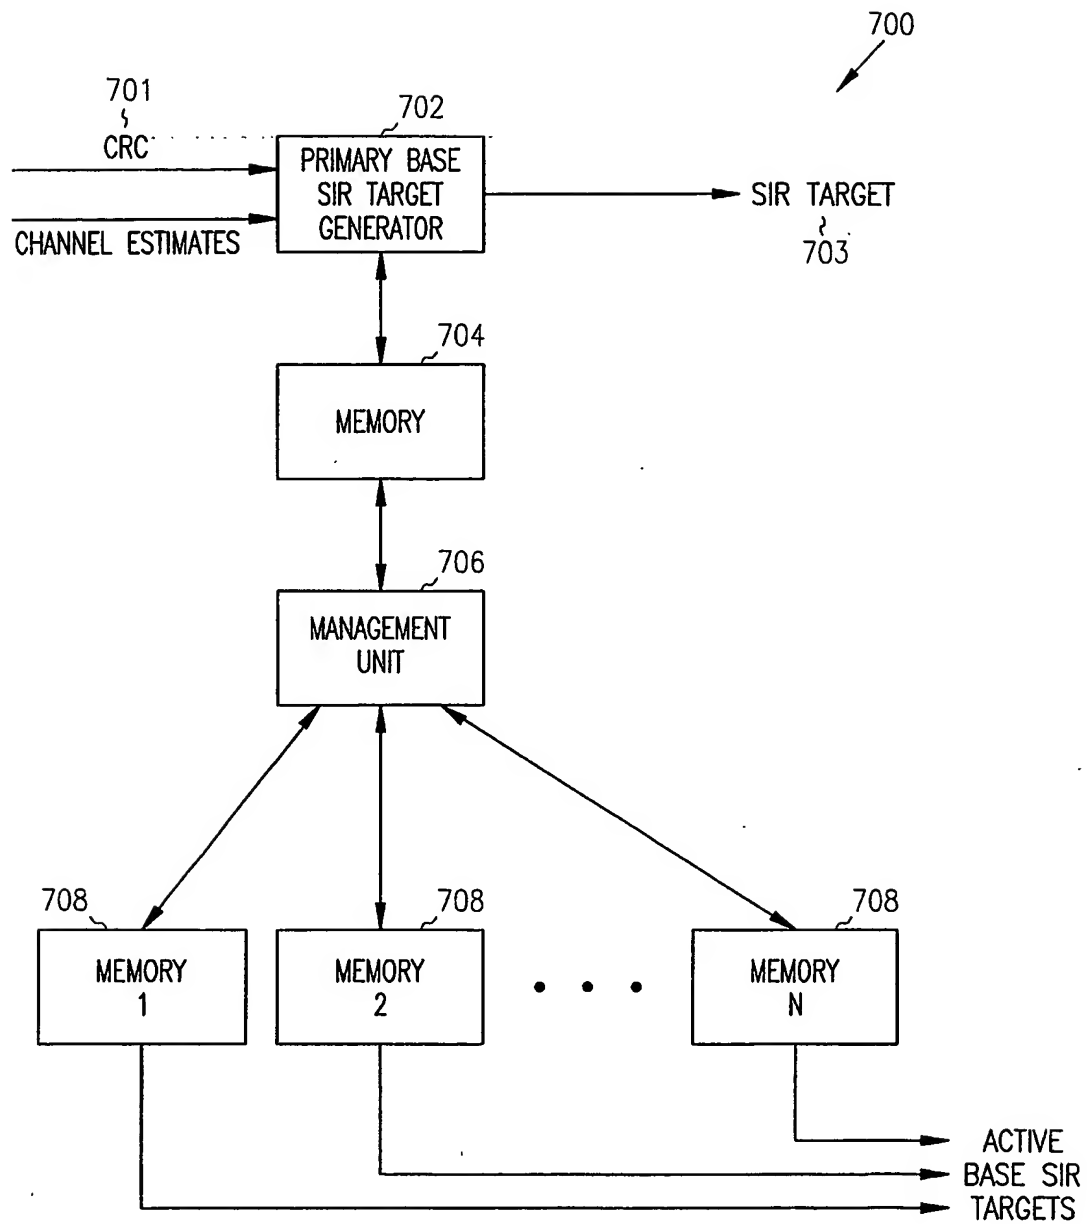 700
701
CRC
702
PRIMARY BASE
SIR TARGET
GENERATOR
SIR TARGET
703
CHANNEL ESTIMATES
704
MEMORY
706
MANAGEMENT
UNIT
708
MEMORY
1
708
MEMORY
2
708
MEMORY
N
ACTIVE
BASE SIR
TARGETS